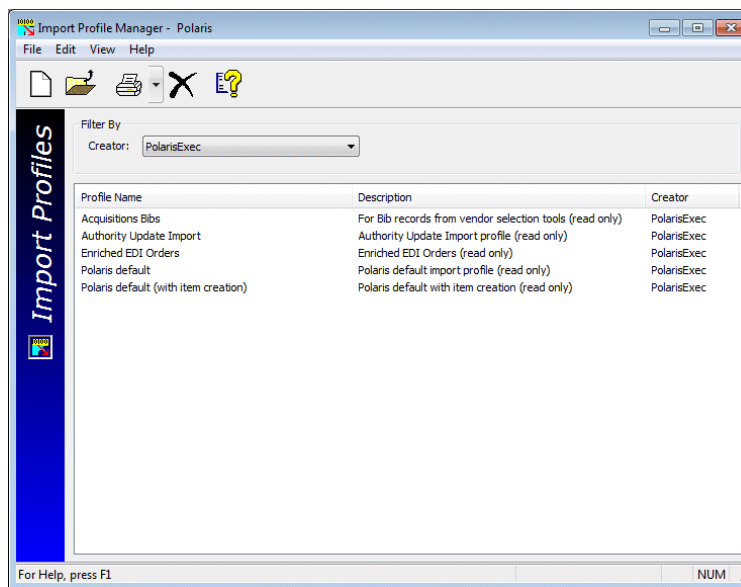 Import Profile Manager - Polaris
File Edit View Help
Filter By
Creator: PolarisExec
Import Profiles
Profile Name Description Creator
Acquisitions Bibs For Bib records from vendor selection tools (read only) PolarisExec
Authority Update Import Authority Update Import profile (read only) PolarisExec
Enriched EDI Orders Enriched EDI Orders (read only) PolarisExec
Polaris default Polaris default import profile (read only) PolarisExec
Polaris default (with item creation) Polaris default with item creation (read only) PolarisExec
For Help, press F1 NUM